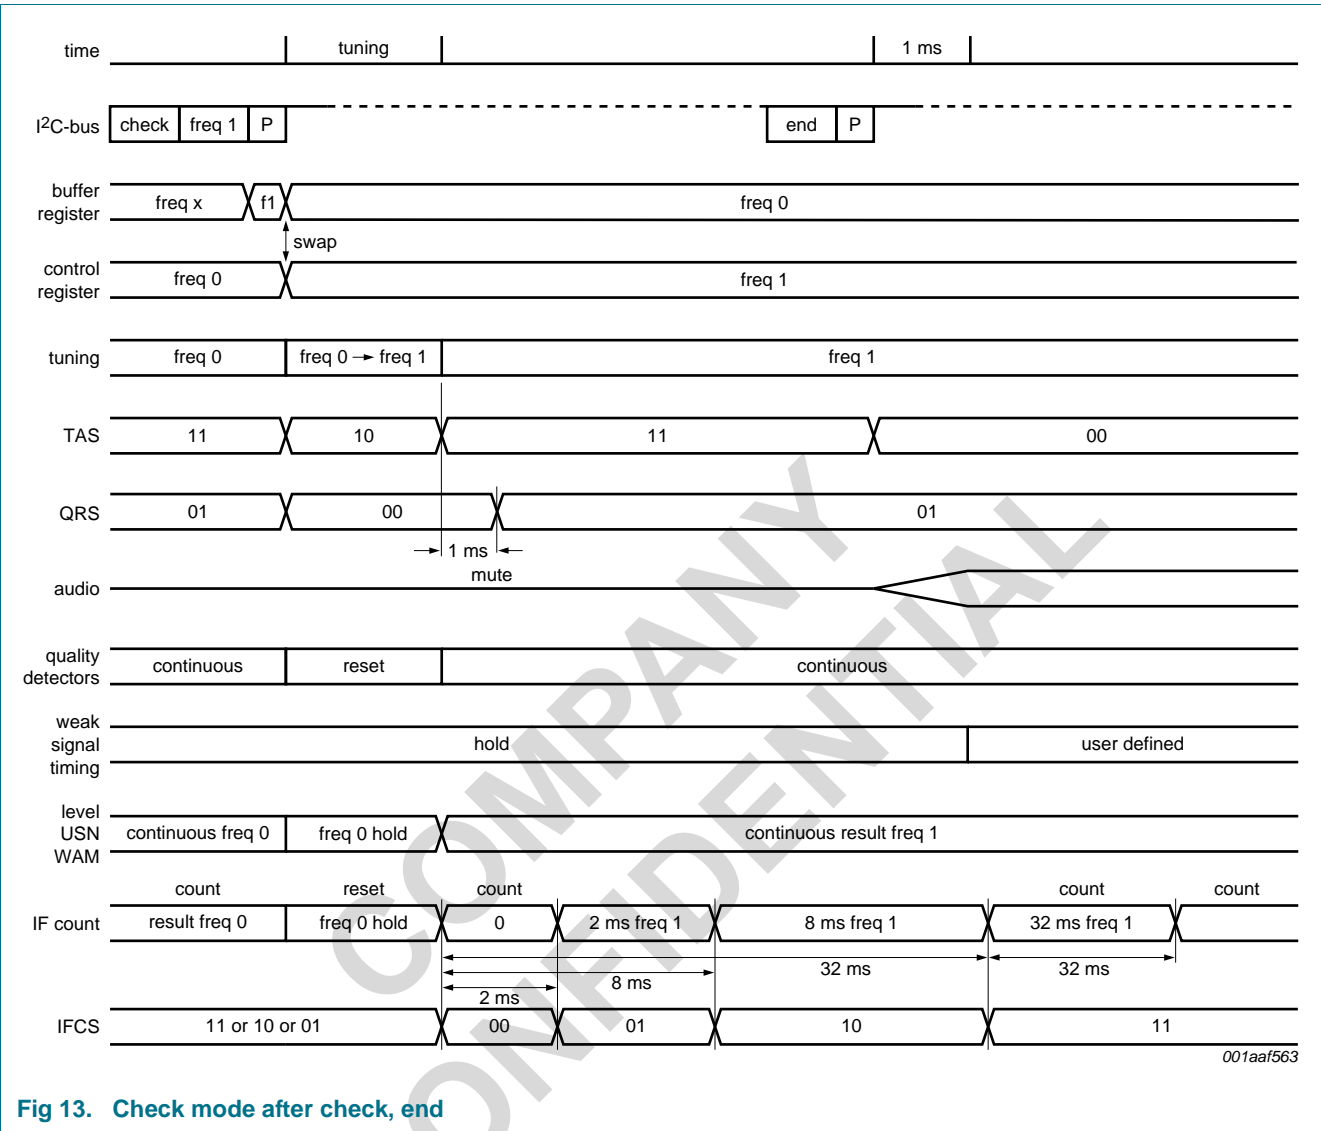 time tuning 1 ms
I2C-bus check freq 1 P end P
buffer
register freq x f1 freq 0
swap
control
register freq 0 freq 1
tuning freq 0 → freq 1 freq 1
freq 0
TAS 11 10 11 00
QRS 01 00 01
1 ms
mute
audio
quality
detectors continuous reset continuous
weak
signal
timing hold user defined
level
USN
WAM continuous freq 0 freq 0 hold continuous result freq 1
count reset count count count
IF count result freq 0 freq 0 hold 0 2 ms freq 1 8 ms freq 1 32 ms freq 1
32 ms 32 ms
8 ms
2 ms
IFCS 11 or 10 or 01 00 01 10 11
001aaf563
Fig 13. Check mode after check, end
COMPANY
CONFIDENTIAL